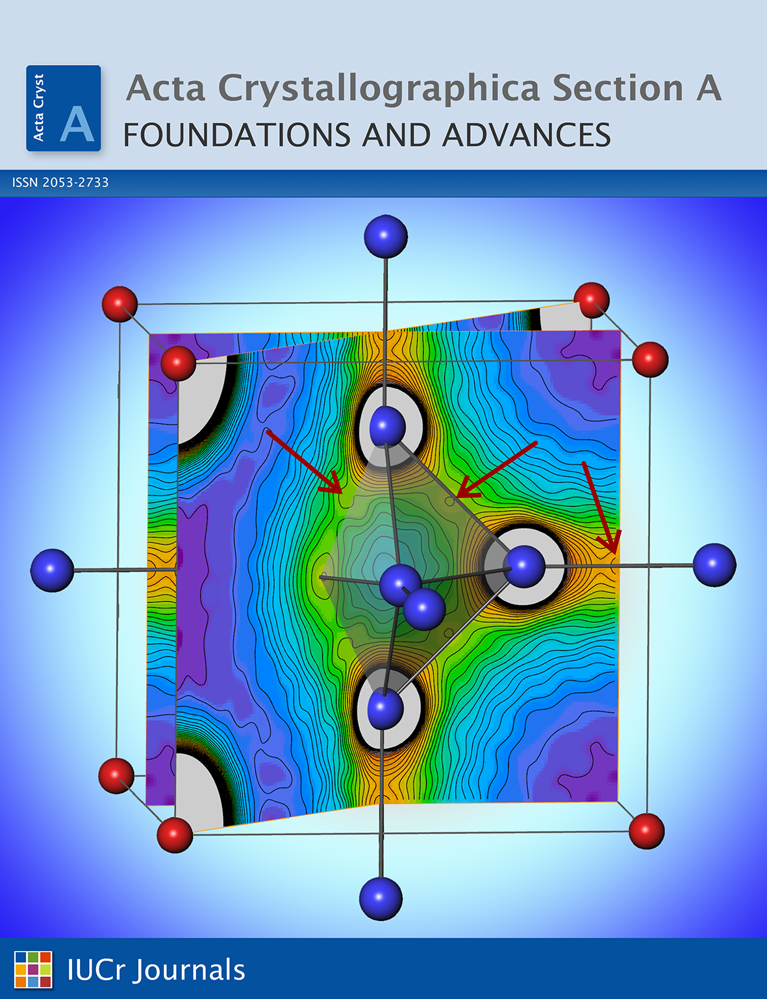 Acta Cryst
A
Acta Crystallographica Section A
FOUNDATIONS AND ADVANCES
ISSN 2053-2733
IUCr Journals